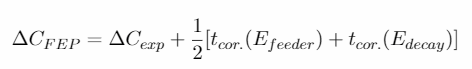 ΔC_{FEP} = ΔC_{exp} + \frac{1}{2}[t_{cor.}(E_{feeder}) + t_{cor.}(E_{decay})]